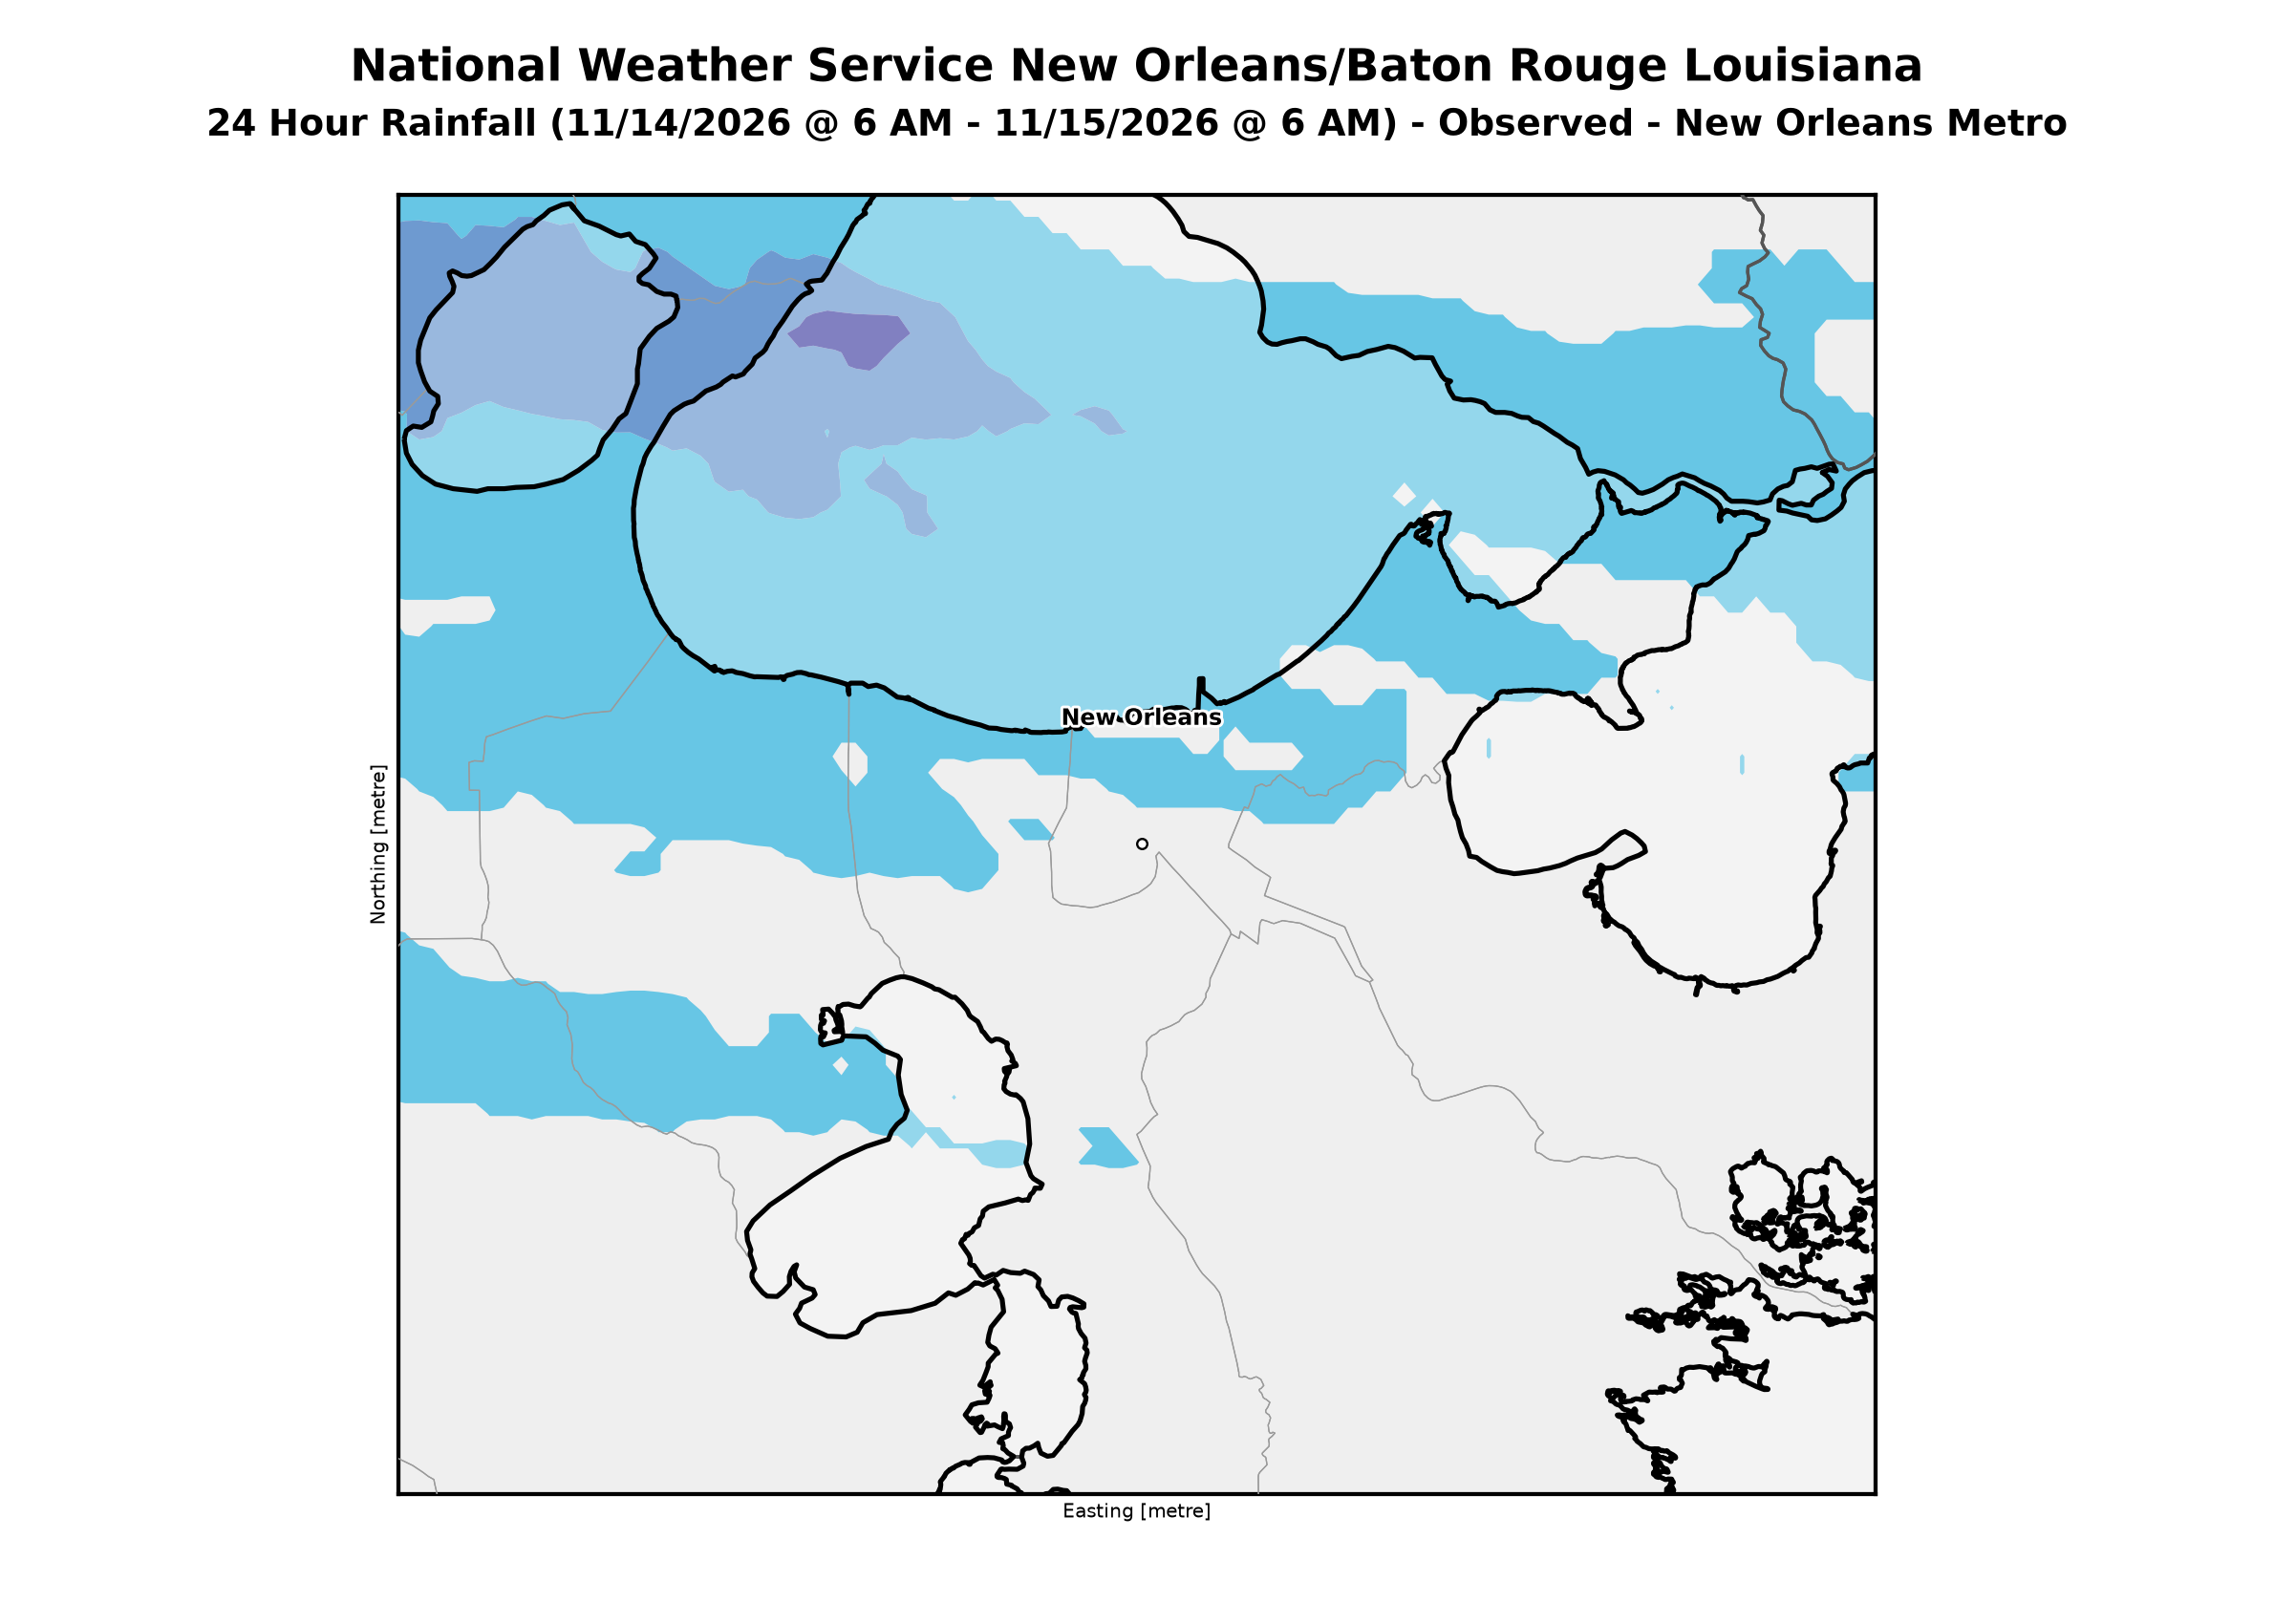 National Weather Service New Orleans/Baton Rouge Louisiana
24 Hour Rainfall (11/14/2026 @ 6 AM - 11/15/2026 @ 6 AM) - Observed - New Orleans Metro
New Orleans
Northing [metre]
Easting [metre]